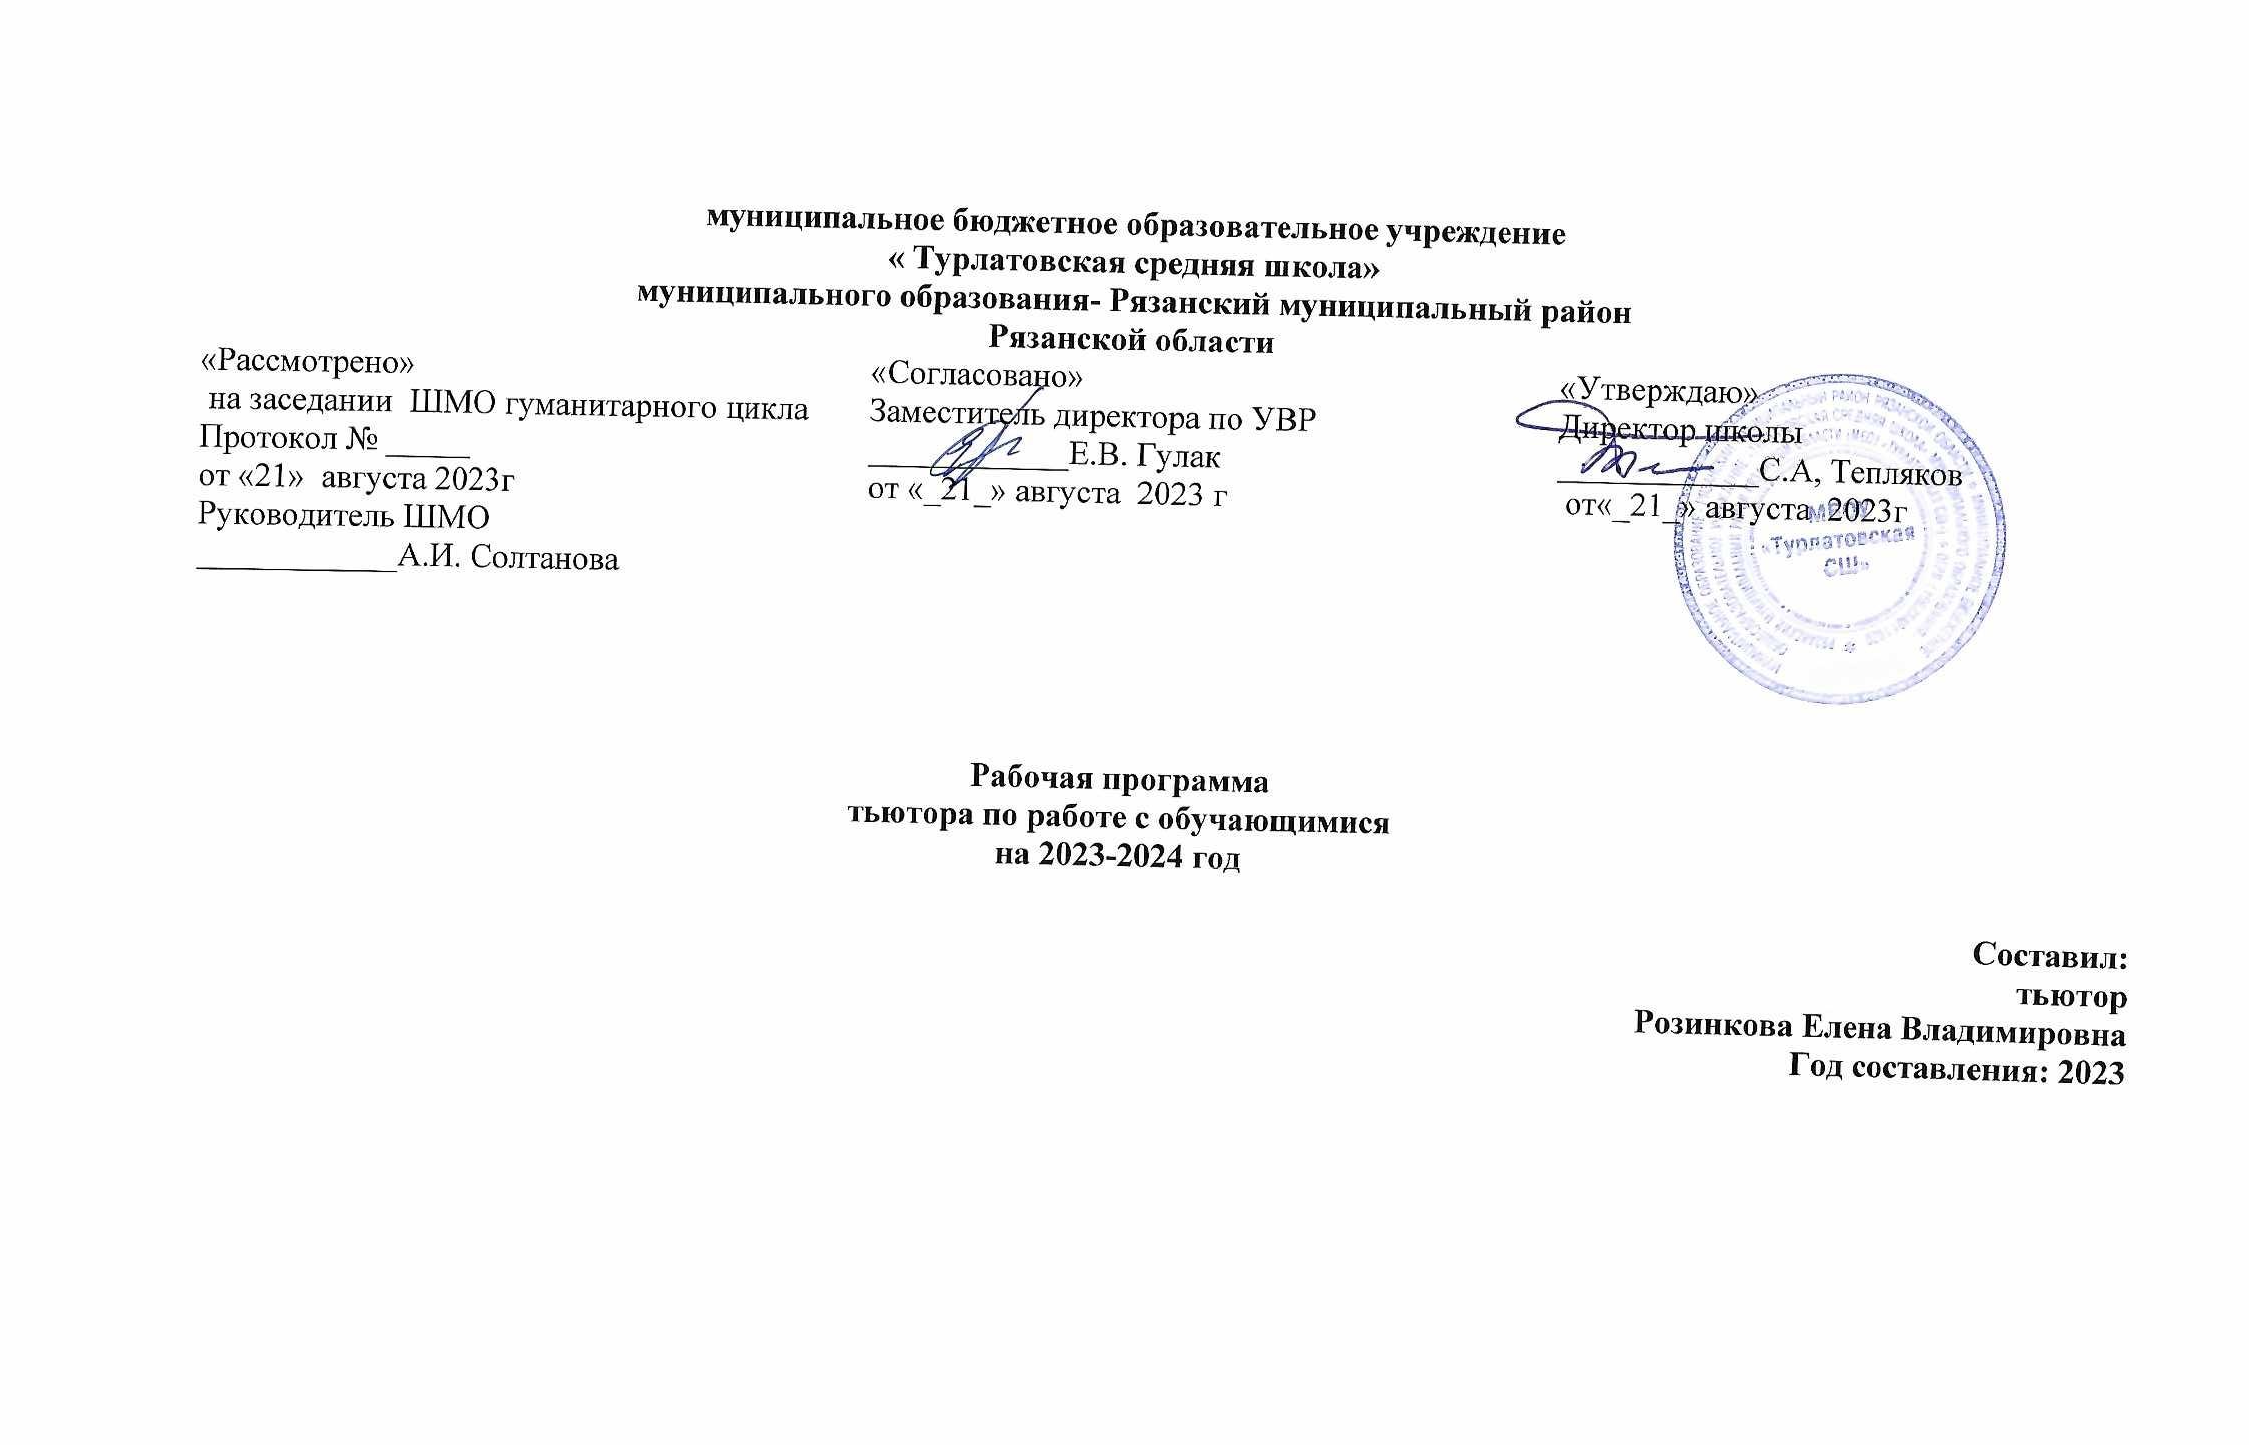 муниципальное бюджетное образовательное учреждение
« Турлатовская средняя школа»
муниципального образования- Рязанский муниципальный район
Рязанской области
«Рассмотрено»
на заседании ШМО гуманитарного цикла
Протокол № _____
от «21» августа 2023г
Руководитель ШМО
____________А.И. Солтанова
«Согласовано»
Заместитель директора по УВР
____________Е.В. Гулак
от «_21_» августа 2023 г
«Утверждаю»
Директор школы
____________С.А, Тепляков
от«_21_» августа 2023г
МБОУ
«Турлатовская
СШ»
Рабочая программа
тьютора по работе с обучающимися
на 2023-2024 год
Составил:
тьютор
Розинкова Елена Владимировна
Год составления: 2023